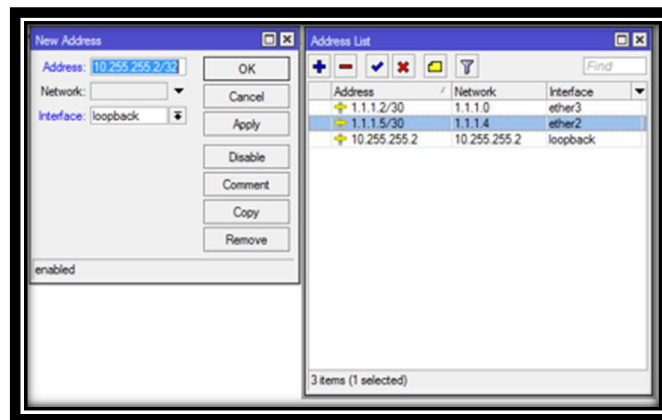 New Address
Address: 10.255.255.2/32
OK
Network:
Cancel
Interface: loopback
Apply
Disable
Comment
Copy
Remove
enabled
Address List
Find
Address Network Interface
1.1.1.2/30 1.1.1.0 ether3
1.1.1.5/30 1.1.1.4 ether2
10.255.255.2 10.255.255.2 loopback
3 items (1 selected)